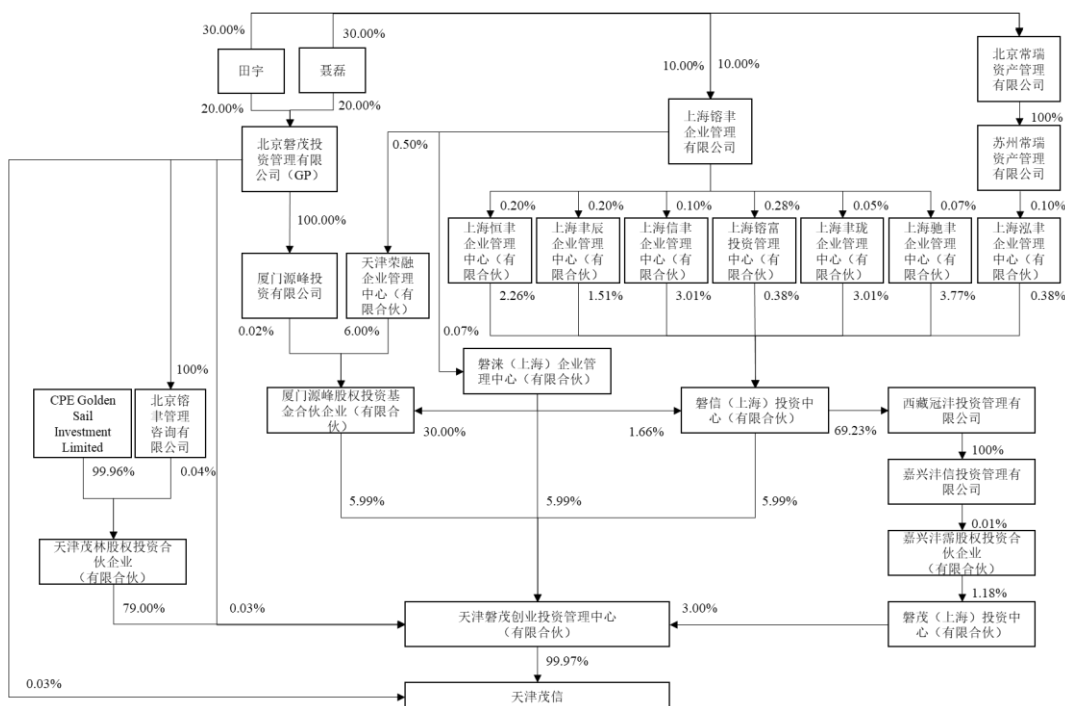 30.00%
30.00%
田宇
聂磊
10.00%
10.00%
北京常瑞
资产管理
有限公司
20.00%
20.00%
上海镕聿
企业管理
有限公司
100%
北京磐茂投
资管理有限
公司（GP）
0.50%
苏州常瑞
资产管理
有限公司
100.00%
0.20%
0.20%
0.10%
0.28%
0.05%
0.07%
0.10%
上海恒聿
企业管理
中心（有
限合伙）
上海聿辰
企业管理
中心（有
限合伙）
上海信聿
企业管理
中心（有
限合伙）
上海镕富
投资管理
中心（有
限合伙）
上海聿珑
企业管理
中心（有
限合伙）
上海驰聿
企业管理
中心（有
限合伙）
上海泓聿
企业管理
中心（有
限合伙）
厦门源峰投
资有限公司
天津荣融
企业管理
中心（有
限合伙）
2.26%
1.51%
3.01%
0.38%
3.01%
3.77%
0.38%
0.02%
6.00%
0.07%
100%
磐涞（上海）企业管
理中心（有限合伙）
CPE Golden
Sail
Investment
Limited
北京镕
聿管理
咨询有
限公司
厦门源峰股权投资基
金合伙企业（有限合
伙）
磐信（上海）投资中
心（有限合伙）
西藏冠沣投资管理有
限公司
30.00%
1.66%
69.23%
99.96%
0.04%
100%
5.99%
5.99%
5.99%
嘉兴沣信投资管理有
限公司
0.01%
天津茂林股权投资合
伙企业
（有限合伙）
嘉兴沣霈股权投资合
伙企业
（有限合伙）
1.18%
79.00%
0.03%
天津磐茂创业投资管理中心
（有限合伙）
3.00%
磐茂（上海）投资中
心（有限合伙）
99.97%
0.03%
天津茂信